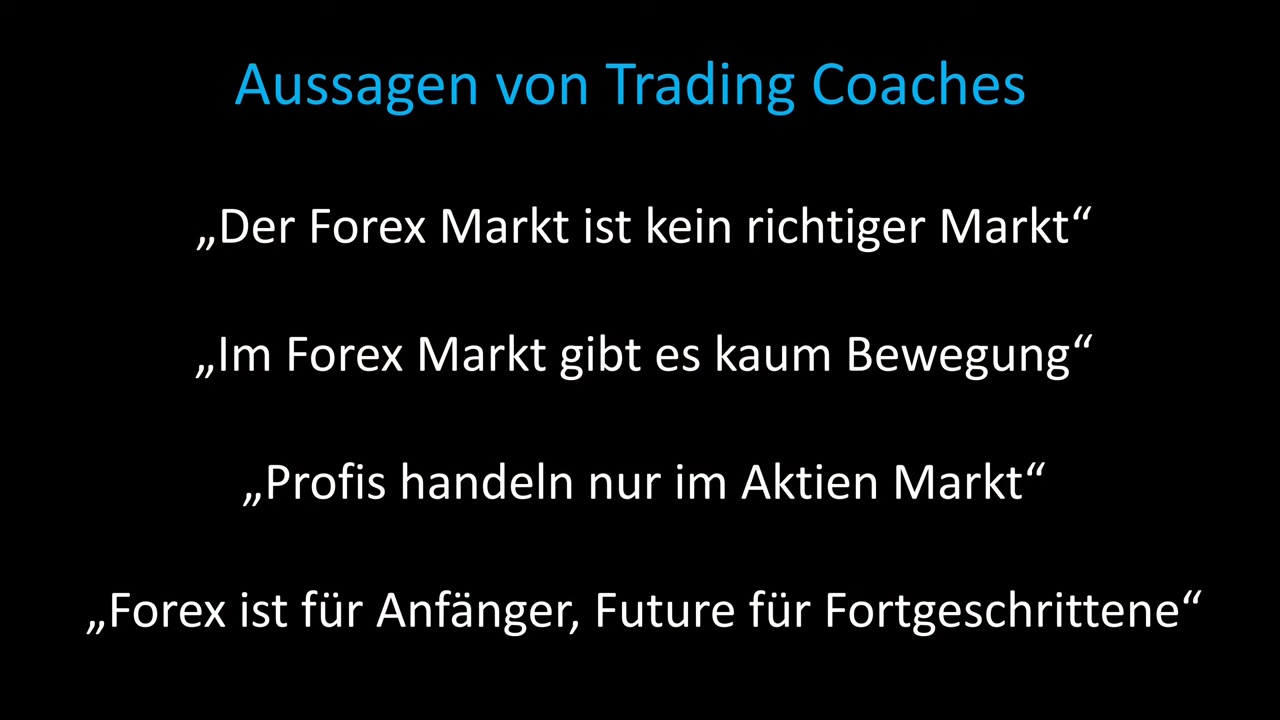 Aussagen von Trading Coaches
„Der Forex Markt ist kein richtiger Markt“
„Im Forex Markt gibt es kaum Bewegung“
„Profis handeln nur im Aktien Markt“
„Forex ist für Anfänger, Future für Fortgeschrittene“